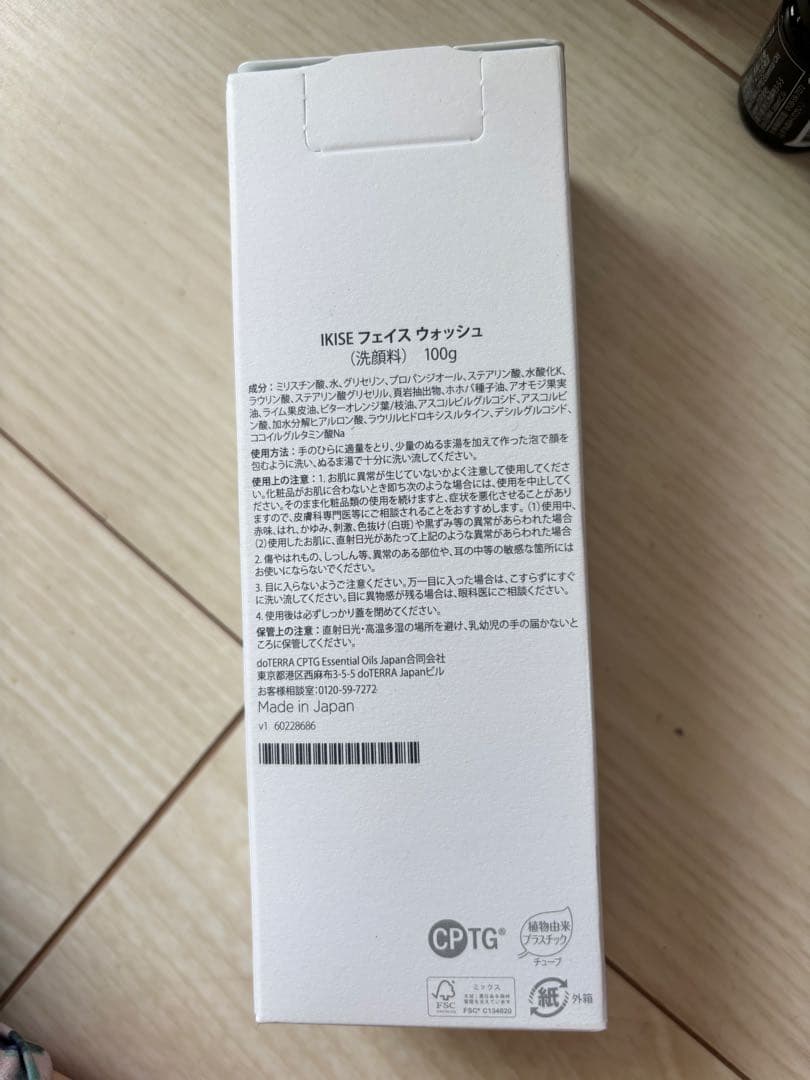 IKISE フェイス ウォッシュ
(洗顔料) 100g
成分：ミリスチン酸、水、グリセリン、プロパンジオール、ステアリン酸、水酸化K、
ラウリン酸、ステアリン酸グリセリル、頁岩抽出物、ホホバ種子油、アオモジ果実
油、ライム果皮油、ビターオレンジ葉/枝油、アスコルビルグルコシド、アスコルビ
ン酸、加水分解ヒアルロン酸、ラウリルヒドロキシスルタイン、デシルグルコシド、
ココイルグルタミン酸Na
使用方法：手のひらに適量をとり、少量のぬるま湯を加えて作った泡で顔を
包むように洗い、ぬるま湯で十分に洗い流してください。
使用上の注意：1. お肌に異常が生じていないかよく注意して使用してくださ
い。化粧品がお肌に合わないとき即ち次のような場合には、使用を中止してく
ださい。そのまま化粧品類の使用を続けますと、症状を悪化させることがあり
ますので、皮膚科専門医等にご相談されることをおすすめします。(1)使用中、
赤味、はれ、かゆみ、刺激、色抜け(白斑)や黒ずみ等の異常があらわれた場合
(2)使用したお肌に、直射日光があたって上記のような異常があらわれた場合
2. 傷やはれもの、しっしん等、異常のある部位や、耳の中等の敏感な箇所には
お使いにならないでください。
3. 目に入らないようご注意ください。万一目に入った場合は、こすらずにすぐ
に洗い流してください。目に異物感が残る場合は、眼科医にご相談ください。
4. 使用後は必ずしっかり蓋を閉めてください。
保管上の注意：直射日光・高温多湿の場所を避け、乳幼児の手の届かないと
ころに保管してください。
doTERRA CPTG Essential Oils Japan合同会社
東京都港区西麻布3-5-5 doTERRA Japanビル
お客様相談室：0120-59-7272
Made in Japan
v1 60228686
CPTG®
植物由来
プラスチック
チューブ
FSC
ミックス
FSC® C134620
紙 外箱